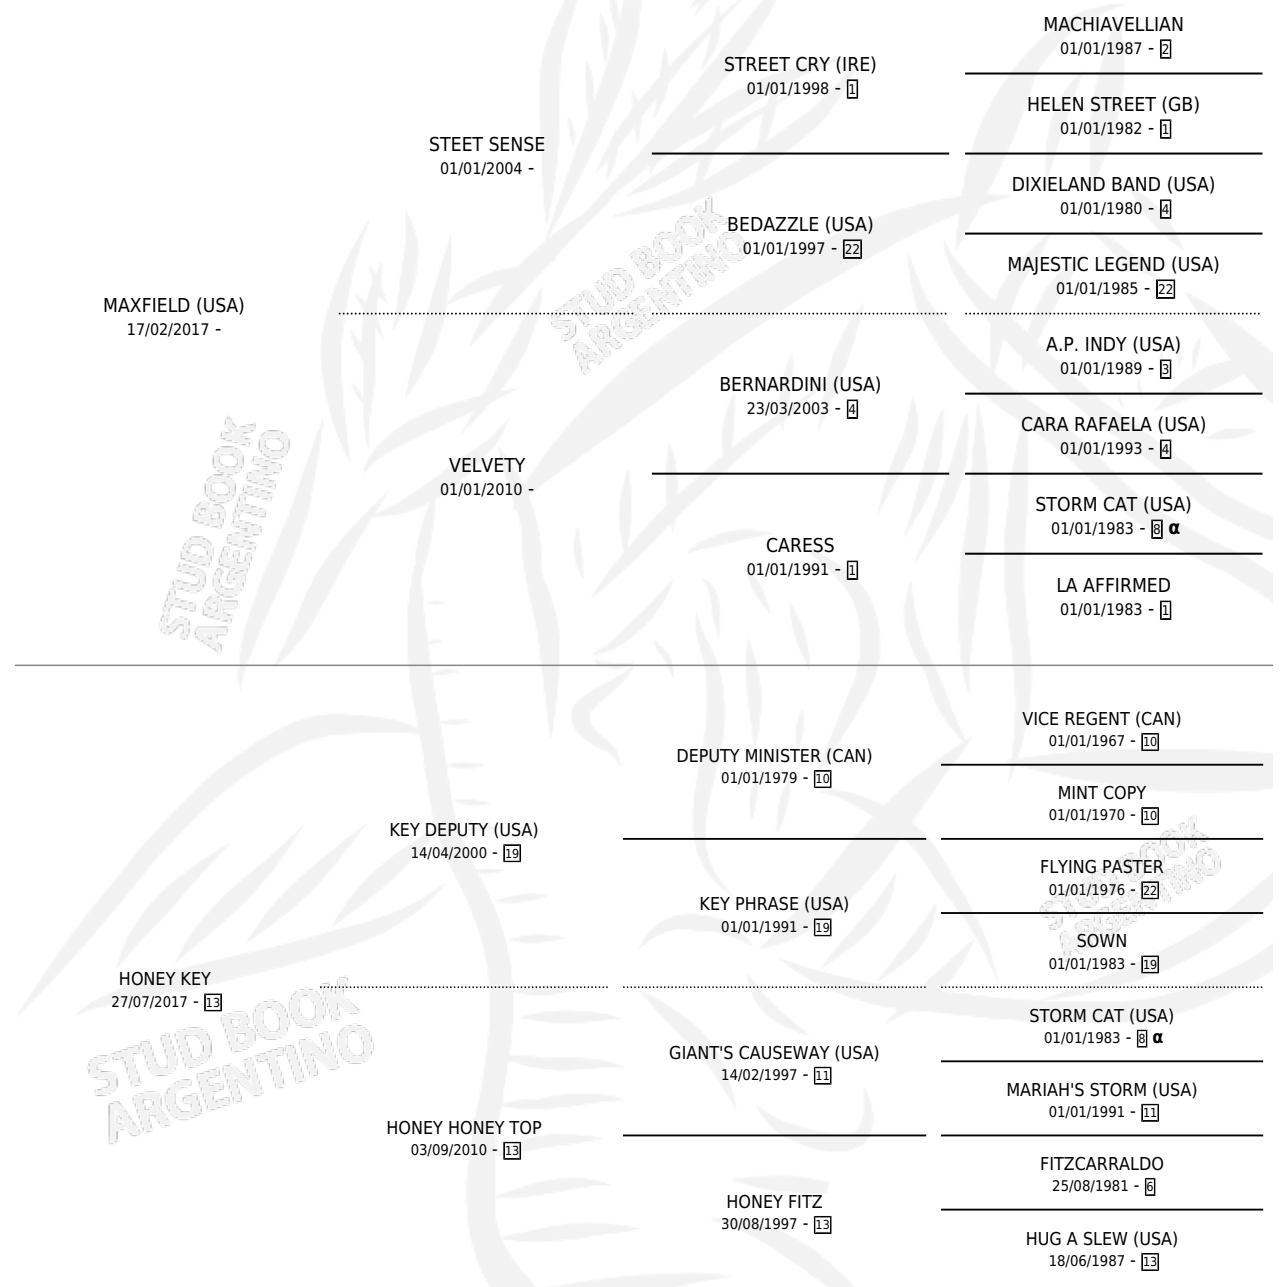 MACHIAVELLIAN
01/01/1987 - 2
STREET CRY (IRE)
01/01/1998 - 1
HELEN STREET (GB)
01/01/1982 - 1
STEET SENSE
01/01/2004 -
DIXIELAND BAND (USA)
01/01/1980 - 4
BEDAZZLE (USA)
01/01/1997 - 22
MAJESTIC LEGEND (USA)
01/01/1985 - 22
STUD BOOK
ARGENTINO
MAXFIELD (USA)
17/02/2017 -
A.P. INDY (USA)
01/01/1989 - 3
BERNARDINI (USA)
23/03/2003 - 4
CARA RAFAELA (USA)
01/01/1993 - 4
VELVETY
01/01/2010 -
STORM CAT (USA)
01/01/1983 - 8 α
CARESS
01/01/1991 - 1
LA AFFIRMED
01/01/1983 - 1
STUD BOOK
ARGENTINO
VICE REGENT (CAN)
01/01/1967 - 10
DEPUTY MINISTER (CAN)
01/01/1979 - 10
MINT COPY
01/01/1970 - 10
KEY DEPUTY (USA)
14/04/2000 - 19
FLYING PASTER
01/01/1976 - 22
KEY PHRASE (USA)
01/01/1991 - 19
SOWN
01/01/1983 - 19
STUD BOOK
ARGENTINO
HONEY KEY
27/07/2017 - 13
STORM CAT (USA)
01/01/1983 - 8 α
GIANT'S CAUSEWAY (USA)
14/02/1997 - 11
MARIAH'S STORM (USA)
01/01/1991 - 11
HONEY HONEY TOP
03/09/2010 - 13
FITZCARRALDO
25/08/1981 - 6
HONEY FITZ
30/08/1997 - 13
HUG A SLEW (USA)
18/06/1987 - 13
STUD BOOK
ARGENTINO